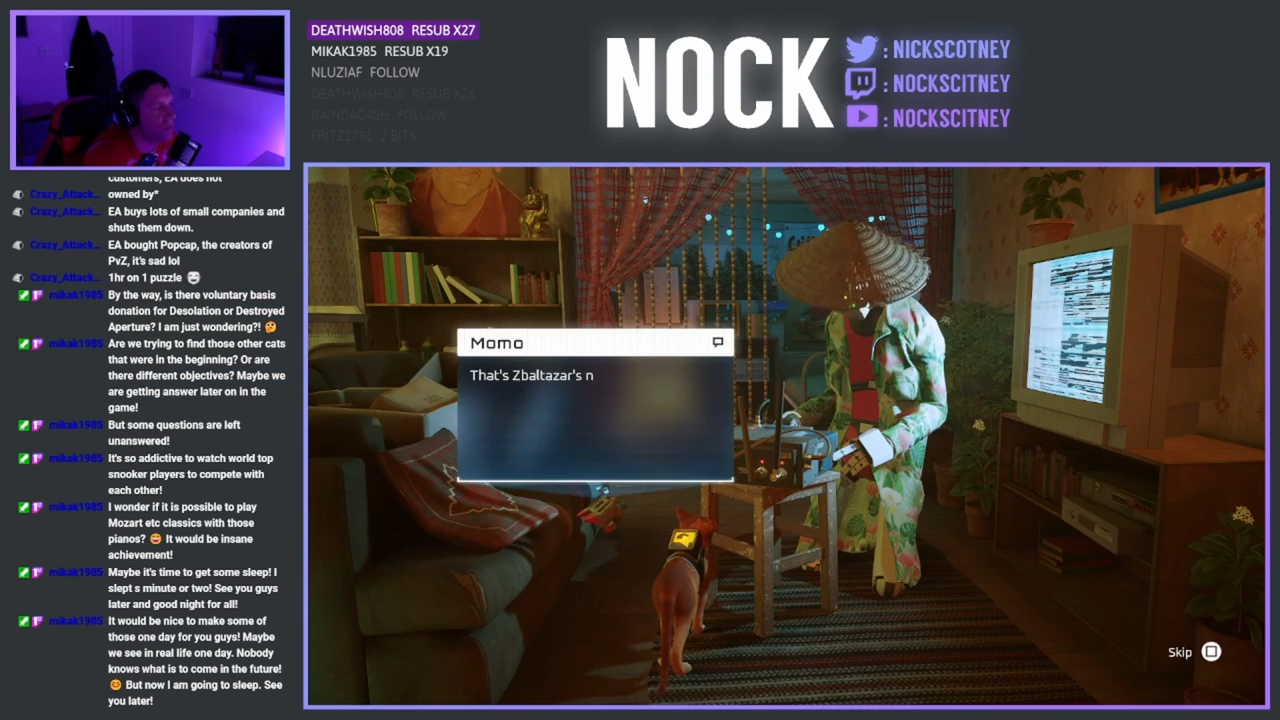 DEATHWISH808 RESUB X27
MIKAK1985 RESUB X19
NLUZIAF FOLLOW
DEATHWISH808 RESUB X26
RAINDACASH FOLLOW
FRITZ1791 2 BITS
NOCK
: NICKSCOTNEY
: NOCKSCITNEY
: NOCKSCITNEY
customers, EA does not
Crazy_Attack... owned by*
Crazy_Attack... EA buys lots of small companies and
shuts them down.
Crazy_Attack... EA bought Popcap, the creators of
PvZ, it's sad lol
Crazy_Attack... 1hr on 1 puzzle
mikak1985 By the way, is there voluntary basis
donation for Desolation or Destroyed
Aperture? I am just wondering?! 🤔
mikak1985 Are we trying to find those other cats
that were in the beginning? Or are
there different objectives? Maybe we
are getting answer later on in the
game!
mikak1985 But some questions are left
unanswered!
mikak1985 It's so addictive to watch world top
snooker players to compete with
each other!
mikak1985 I wonder if it is possible to play
Mozart etc classics with those
pianos? 😄 It would be insane
achievement!
mikak1985 Maybe it's time to get some sleep! I
slept s minute or two! See you guys
later and good night for all!
mikak1985 It would be nice to make some of
those one day for you guys! Maybe
we see in real life one day. Nobody
knows what is to come in the future!
😊 But now I am going to sleep. See
you later!
Momo
That's Zbaltazar's n
Skip